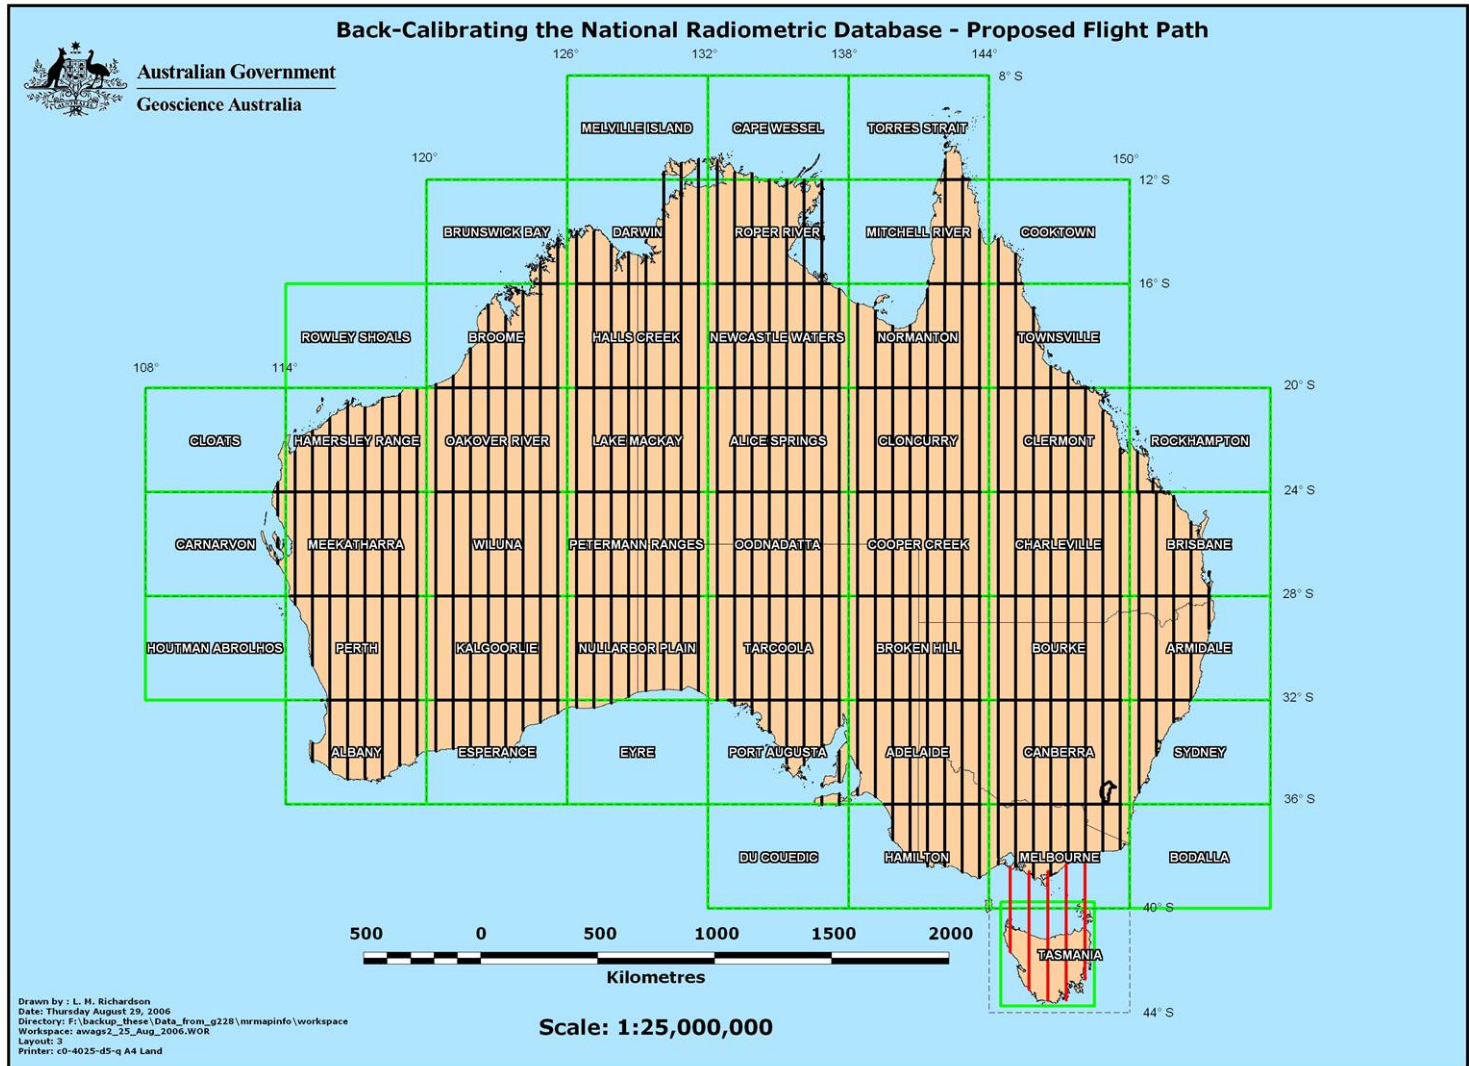 Back-Calibrating the National Radiometric Database - Proposed Flight Path
Australian Government
Geoscience Australia
AUSTRALIA
126° 132° 138° 144°
8° S
MELVILLE ISLAND CAPE WESSEL TORRES STRAIT
120° 150°
12° S
BRUNSWICK BAY DARWIN ROPER RIVER MITCHELL RIVER COOKTOWN
16° S
ROWLEY SHOALS BROOME HALLS CREEK NEWCASTLE WATERS NORMANTON TOWNSVILLE
108° 114°
20° S
CLOATS HAMERSLEY RANGE OAKOVER RIVER LAKE MACKAY ALICE SPRINGS CLONCURRY CLERMONT ROCKHAMPTON
24° S
CARNARVON MEEKATHARRA WILUNA PETERMANN RANGES OODNADATTA COOPER CREEK CHARLEVILLE BRISBANE
28° S
HOUTMAN ABROLHOS PERTH KALGOORLIE NULLARBOR PLAIN TARCOOLA BROKEN HILL BOURKE ARMIDALE
32° S
ALBANY ESPERANCE EYRE PORT AUGUSTA ADELAIDE CANBERRA SYDNEY
36° S
DU COUEDIC HAMILTON MELBOURNE BODALLA
40° S
500 0 500 1000 1500 2000
Kilometres
TASMANIA
44° S
Scale: 1:25,000,000
Drawn by : L. M. Richardson
Date: Thursday August 29, 2006
Directory: F:\backup_these\Data_from_g228\mrmapinfo\workspace
Workspace: awags2_25_Aug_2006.WOR
Layout: 3
Printer: c0-4025-d5-q A4 Land